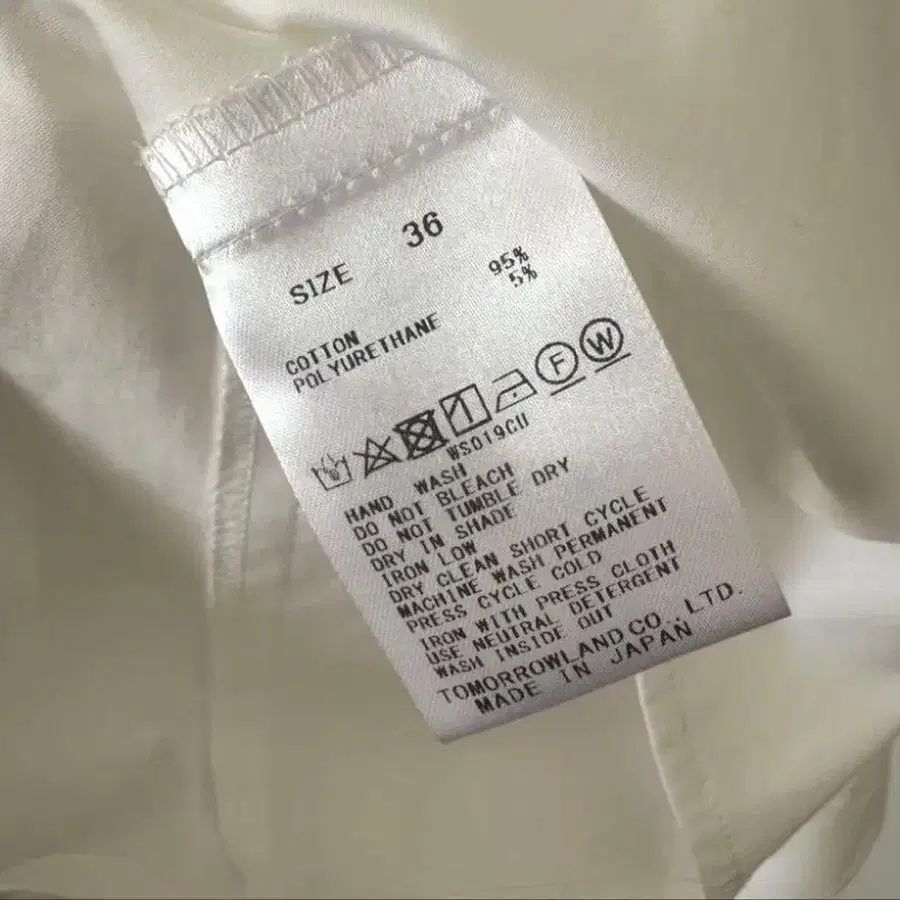 SIZE 36
COTTON 95%
POLYURETHANE 5%
F W
WS019CU
HAND WASH
DO NOT BLEACH
DO NOT TUMBLE DRY
DRY IN SHADE
IRON LOW
DRY CLEAN SHORT CYCLE
MACHINE WASH PERMANENT
PRESS CYCLE COLD
IRON WITH PRESS CLOTH
USE NEUTRAL DETERGENT
WASH INSIDE OUT
TOMORROWLAND CO., LTD.
MADE IN JAPAN